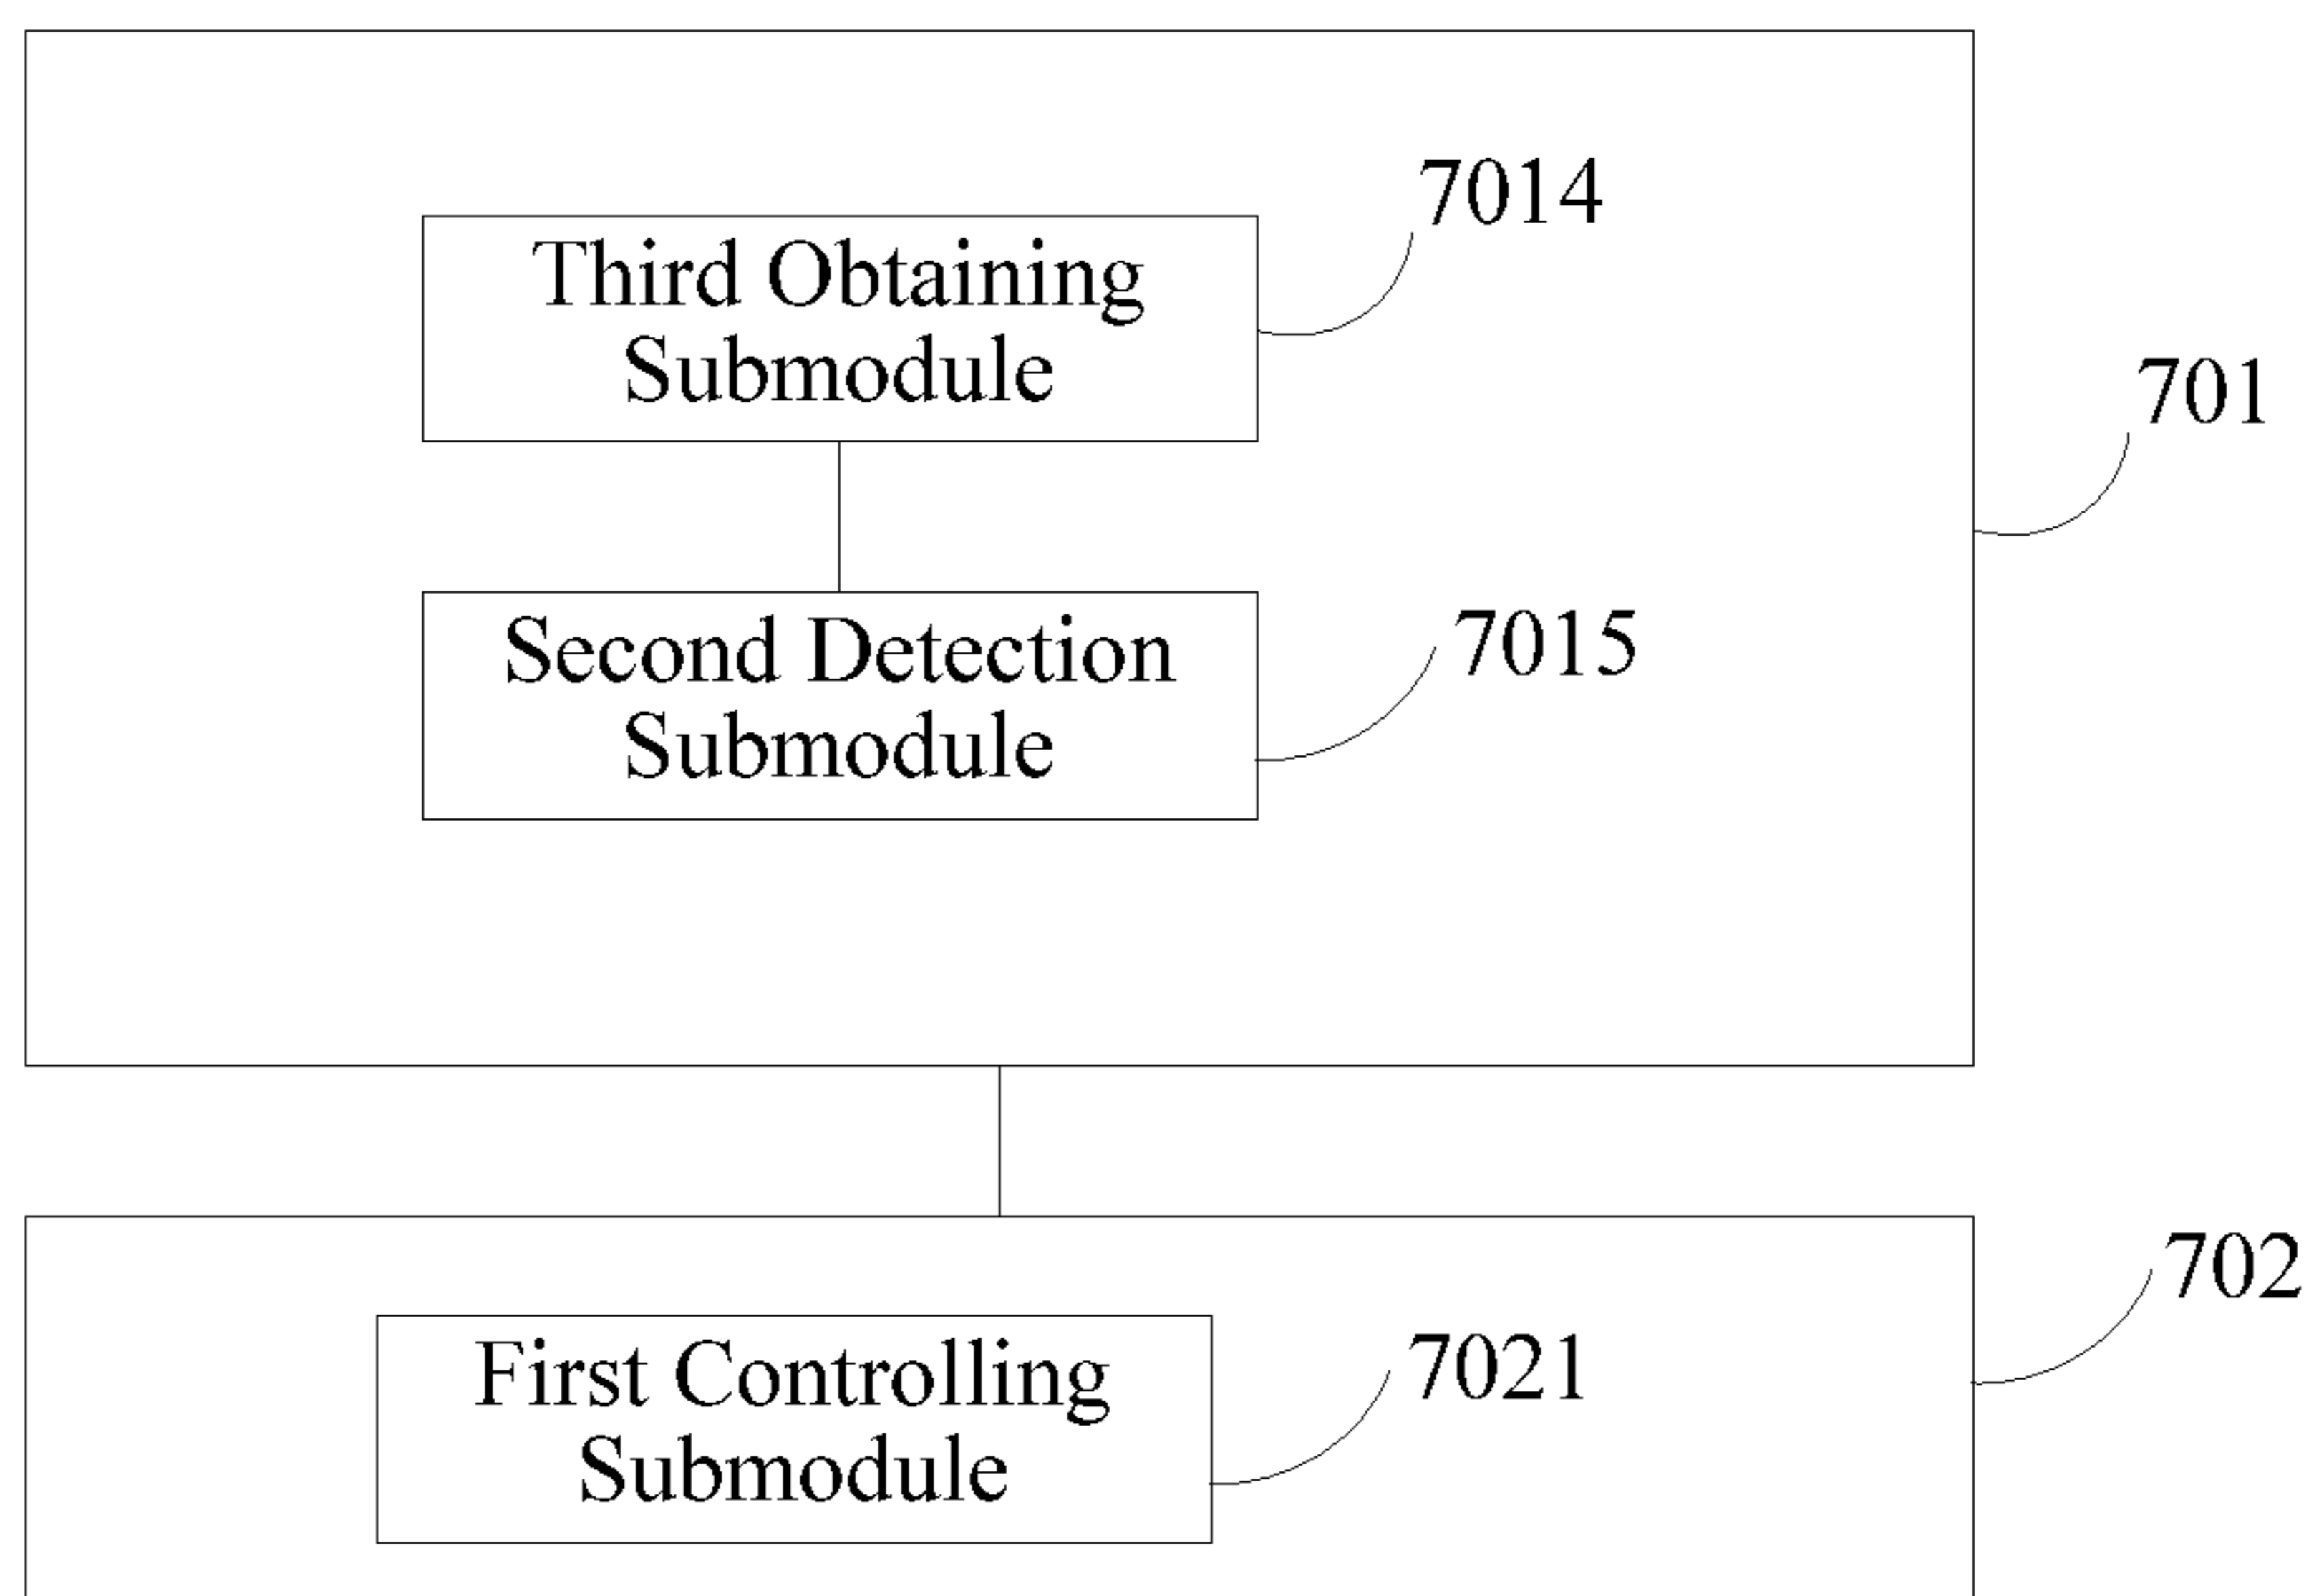 7014
Third Obtaining
Submodule
701
7015
Second Detection
Submodule
702
7021
First Controlling
Submodule